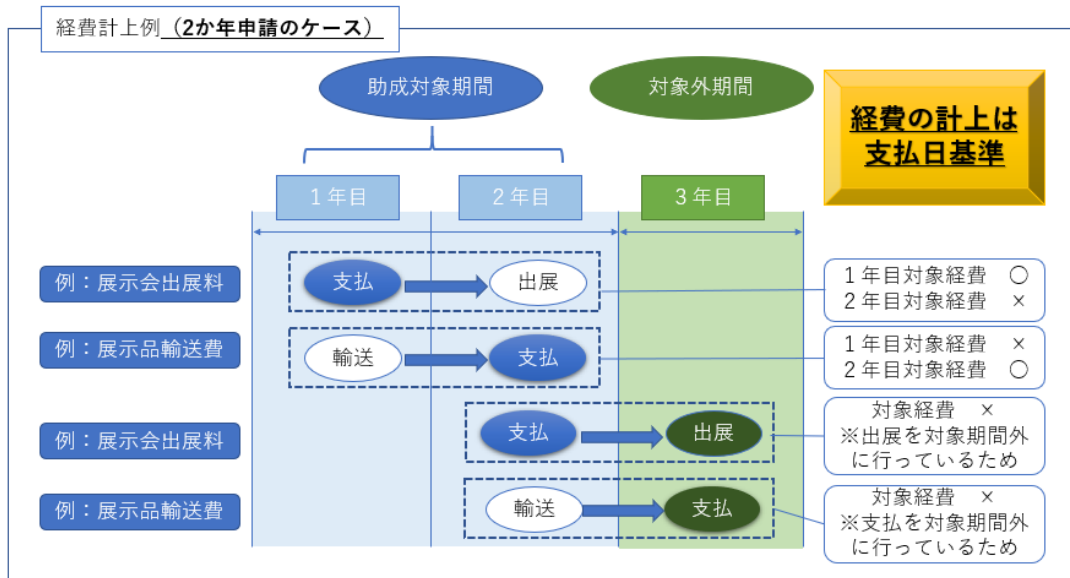 経費計上例（2か年申請のケース）
助成対象期間
対象外期間
経費の計上は
支払日基準
1年目
2年目
3年目
例：展示会出展料
支払
出展
1年目対象経費　〇
2年目対象経費　×
例：展示品輸送費
輸送
支払
1年目対象経費　×
2年目対象経費　〇
例：展示会出展料
支払
出展
対象経費　×
※出展を対象期間外
に行っているため
例：展示品輸送費
輸送
支払
対象経費　×
※支払を対象期間外
に行っているため